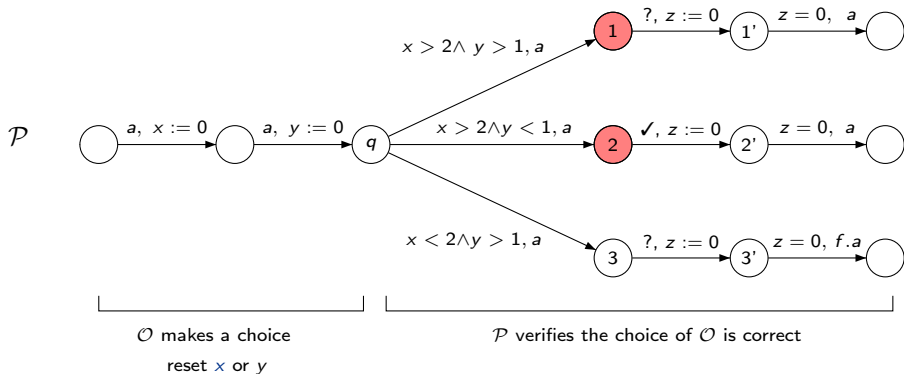 ?, z := 0
z = 0, a
1
1'
x > 2∧ y > 1, a
𝒫
a, x := 0
a, y := 0
q
x > 2∧y < 1, a
2
✓, z := 0
2'
z = 0, a
x < 2∧y > 1, a
3
?, z := 0
3'
z = 0, f.a
𝒪 makes a choice
reset x or y
𝒫 verifies the choice of 𝒪 is correct